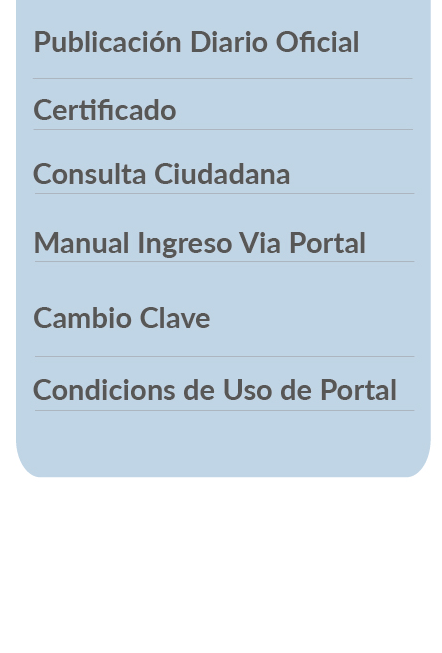 Publicación Diario Oficial
Certificado
Consulta Ciudadana
Manual Ingreso Via Portal
Cambio Clave
Condicions de Uso de Portal